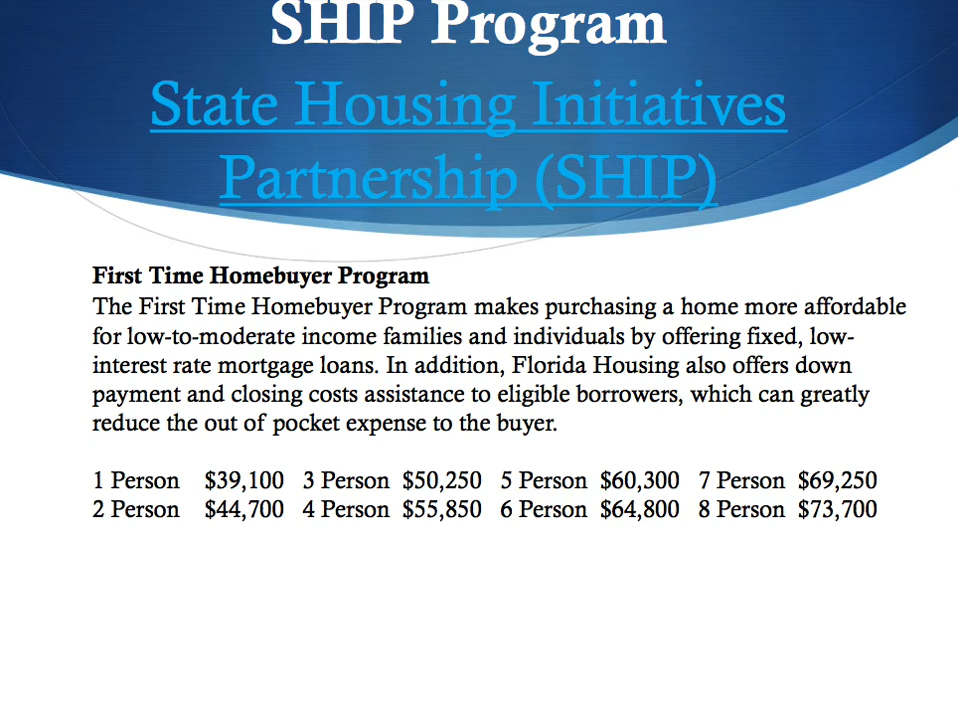 SHIP Program
State Housing Initiatives
Partnership (SHIP)
First Time Homebuyer Program
The First Time Homebuyer Program makes purchasing a home more affordable
for low-to-moderate income families and individuals by offering fixed, low-
interest rate mortgage loans. In addition, Florida Housing also offers down
payment and closing costs assistance to eligible borrowers, which can greatly
reduce the out of pocket expense to the buyer.
1 Person $39,100 3 Person $50,250 5 Person $60,300 7 Person $69,250
2 Person $44,700 4 Person $55,850 6 Person $64,800 8 Person $73,700